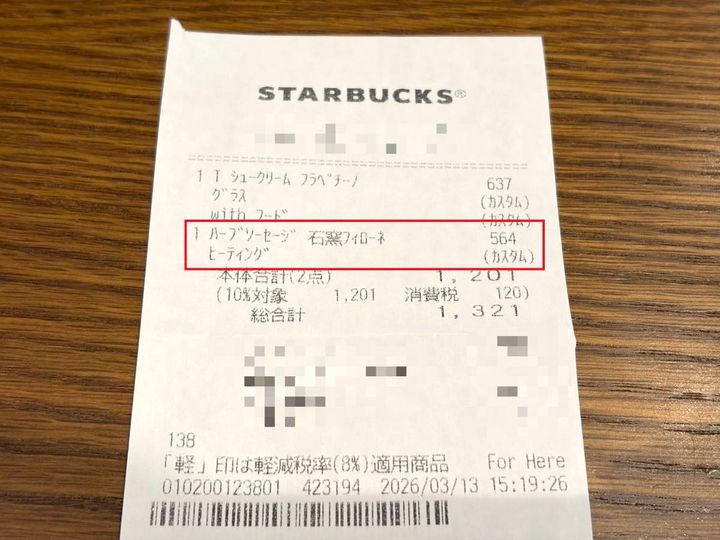 STARBUCKS®
1 T シュークリーム フラペチーノ 637
グラス (カスタム)
with フード (カスタム)
1 ハーブソーセージ 石窯フィローネ 564
ヒーティング (カスタム)
本体合計(2点) 1,201
(10%対象 1,201 消費税 120)
総合計 1,321
138
「軽」印は軽減税率(8%)適用商品 For Here
010200123801 423194 2026/03/13 15:19:26